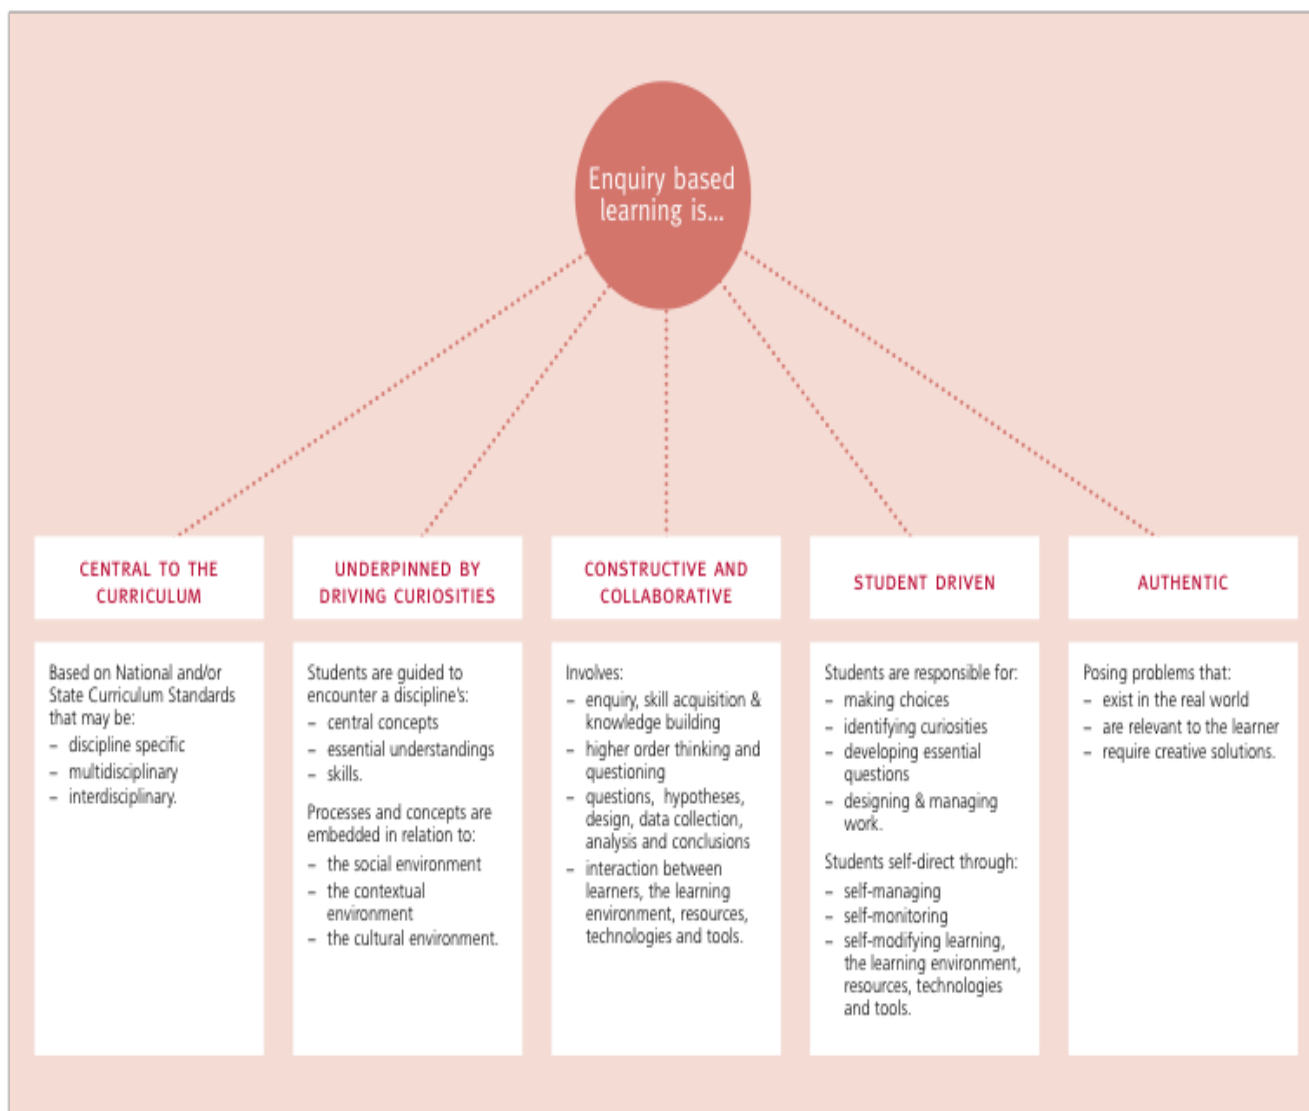 Enquiry based
learning is...
CENTRAL TO THE
CURRICULUM
Based on National and/or
State Curriculum Standards
that may be:
– discipline specific
– multidisciplinary
– interdisciplinary.
UNDERPINNED BY
DRIVING CURIOSITIES
Students are guided to
encounter a discipline's:
– central concepts
– essential understandings
– skills.
Processes and concepts are
embedded in relation to:
– the social environment
– the contextual
environment
– the cultural environment.
CONSTRUCTIVE AND
COLLABORATIVE
Involves:
– enquiry, skill acquisition &
knowledge building
– higher order thinking and
questioning
– questions, hypotheses,
design, data collection,
analysis and conclusions
– interaction between
learners, the learning
environment, resources,
technologies and tools.
STUDENT DRIVEN
Students are responsible for:
– making choices
– identifying curiosities
– developing essential
questions
– designing & managing
work.
Students self-direct through:
– self-managing
– self-monitoring
– self-modifying learning,
the learning environment,
resources, technologies
and tools.
AUTHENTIC
Posing problems that:
– exist in the real world
– are relevant to the learner
– require creative solutions.